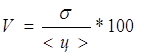 V = σ / < y > * 100